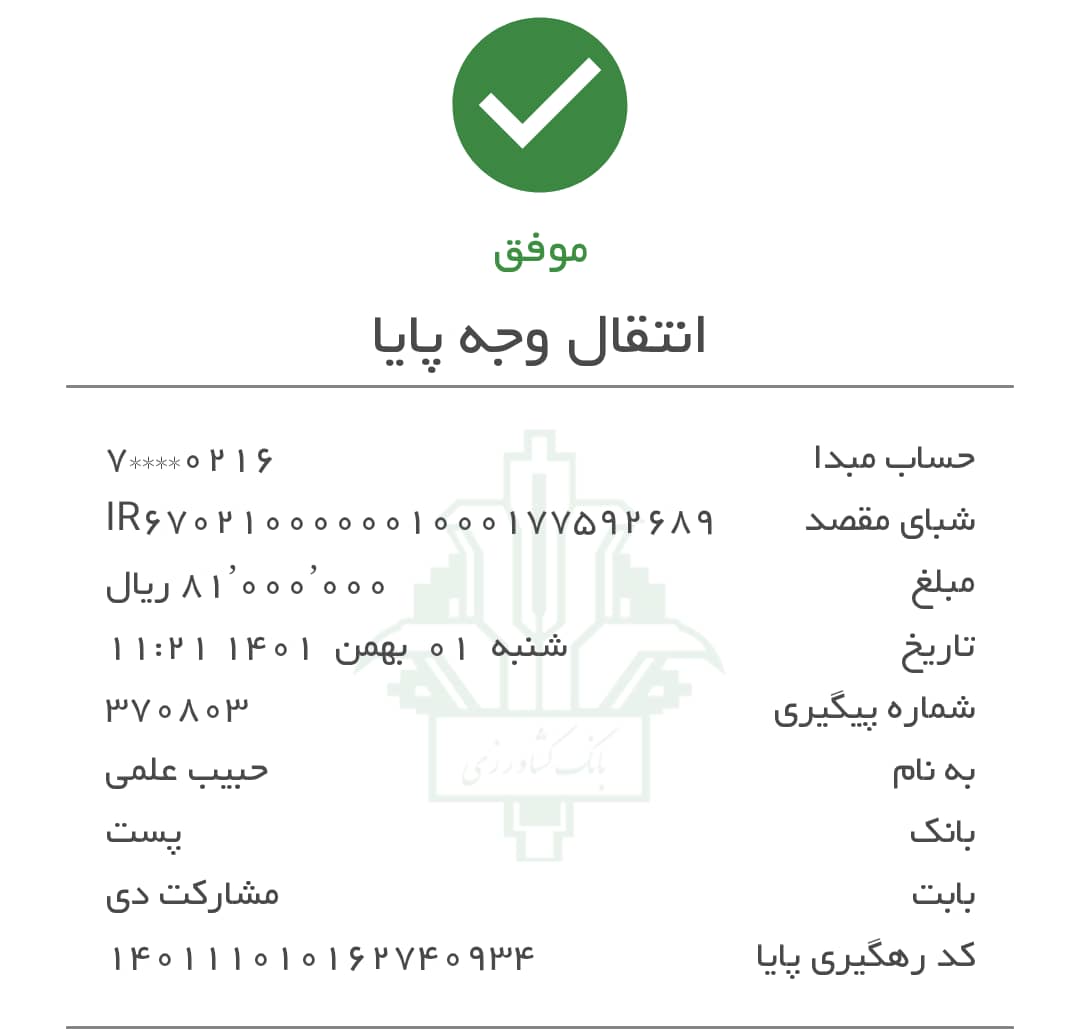 موفق
انتقال وجه پایا
حساب مبدا ۷****۰۲۱۶
شبای مقصد IR۶۷۰۲۱۰۰۰۰۰۰۱۰۰۰۱۷۷۵۹۲۶۸۹
مبلغ ۸۱٬۰۰۰٬۰۰۰ ریال
تاریخ شنبه ۰۱ بهمن ۱۴۰۱ ۱۱:۲۱
شماره پیگیری ۳۷۰۸۰۳
به نام حبیب علمی
بانک پست
بابت مشارکت دی
کد رهگیری پایا ۱۴۰۱۱۱۰۱۰۱۶۲۷۴۰۹۳۴
بانک کشاورزی